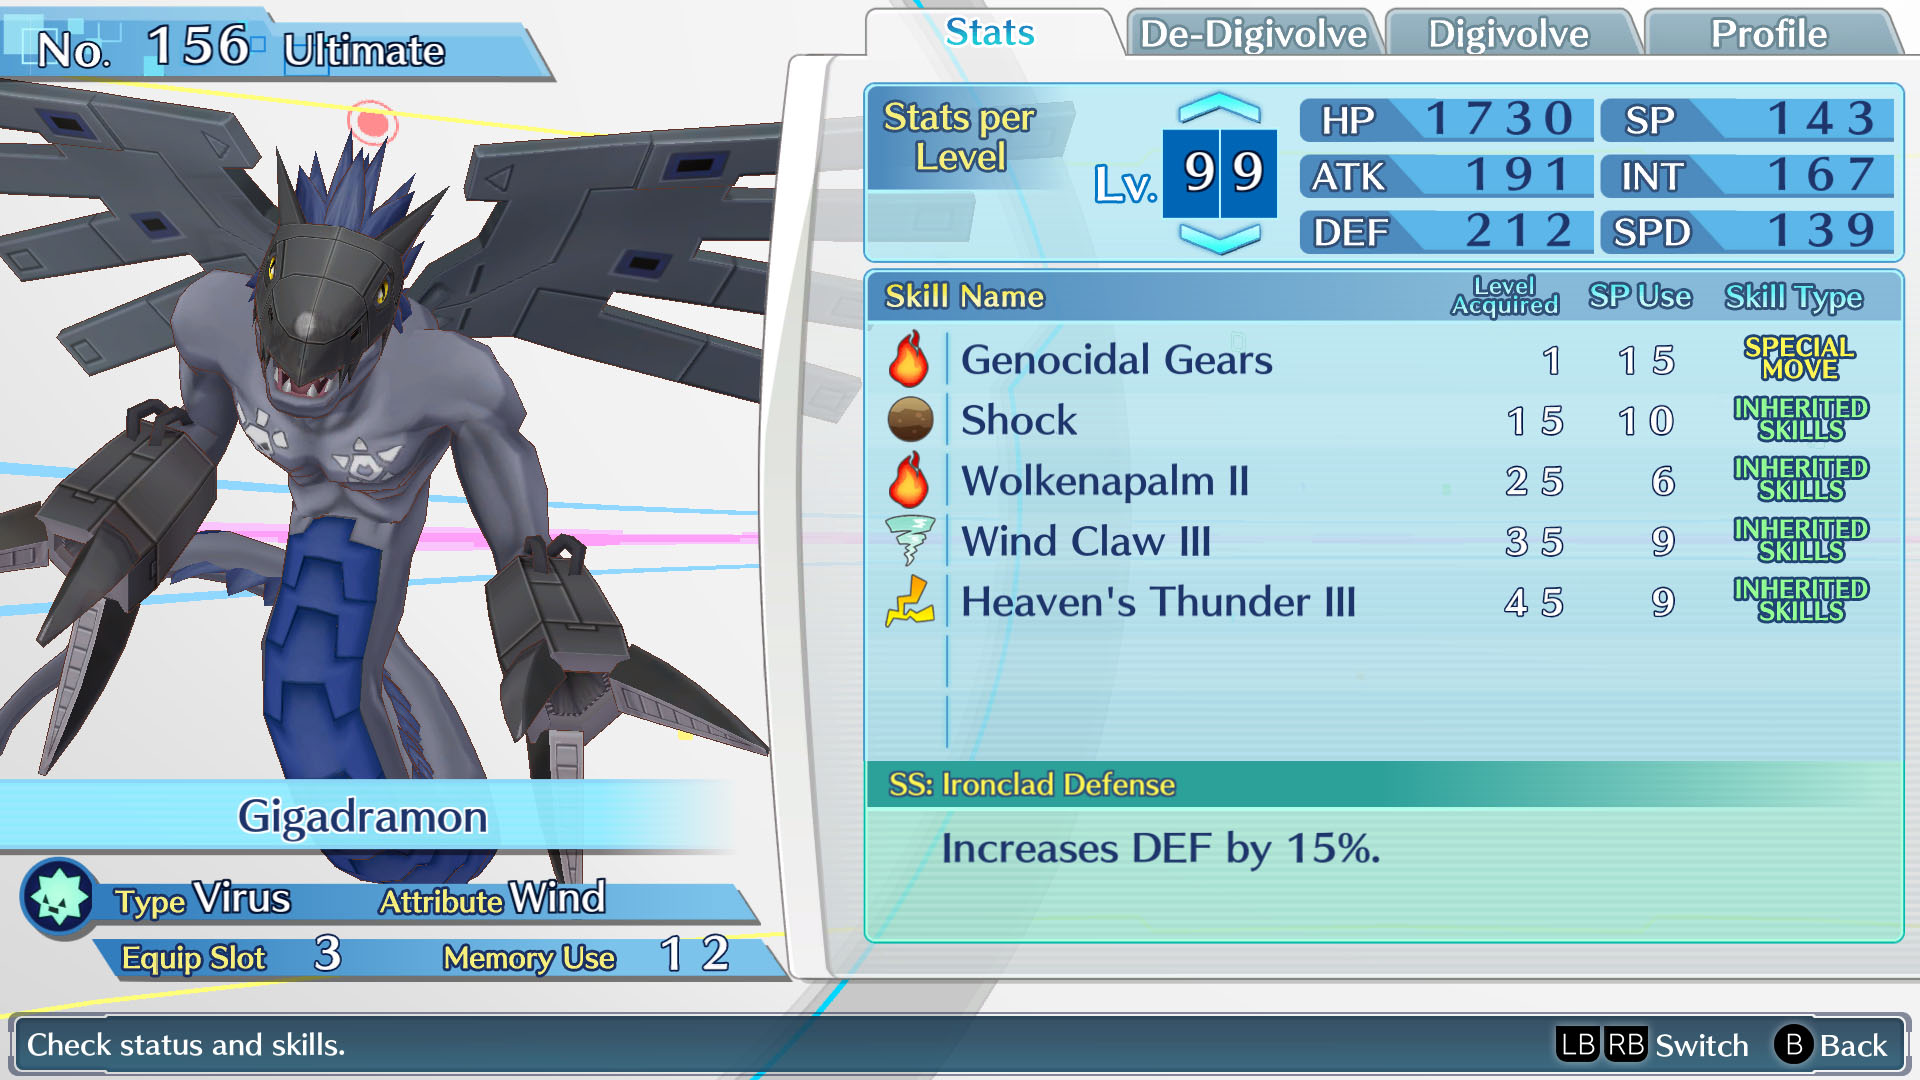 No. 156 Ultimate
Stats De-Digivolve Digivolve Profile
Stats per
Level
Lv. 99
HP 1730 SP 143
ATK 191 INT 167
DEF 212 SPD 139
Skill Name Level Acquired SP Use Skill Type
Genocidal Gears 1 15 SPECIAL MOVE
Shock 15 10 INHERITED SKILLS
Wolkenapalm II 25 6 INHERITED SKILLS
Wind Claw III 35 9 INHERITED SKILLS
Heaven's Thunder III 45 9 INHERITED SKILLS
SS: Ironclad Defense
Increases DEF by 15%.
Gigadramon
Type Virus Attribute Wind
Equip Slot 3 Memory Use 12
Check status and skills.
LB RB Switch B Back